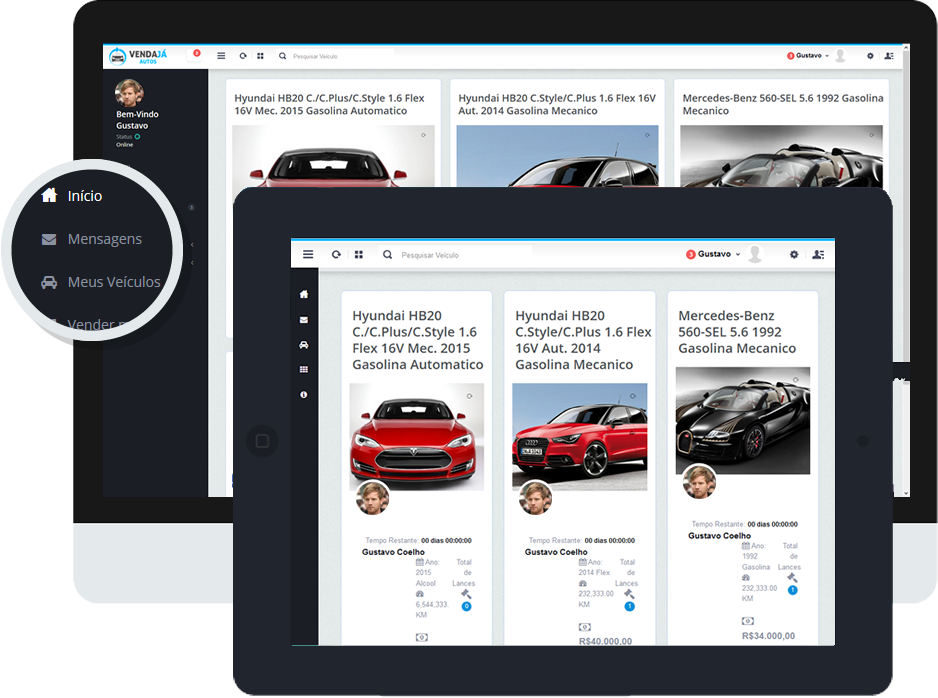 VENDAJÁ
AUTOS
0
Pesquisar Veículo
3 Gustavo
Bem-Vindo
Gustavo
Status
Online
Hyundai HB20 C./C.Plus/C.Style 1.6 Flex
16V Mec. 2015 Gasolina Automatico
Hyundai HB20 C.Style/C.Plus 1.6 Flex 16V
Aut. 2014 Gasolina Mecanico
Mercedes-Benz 560-SEL 5.6 1992 Gasolina
Mecanico
Início
Mensagens
Meus Veículos
Vender
Pesquisar Veículo
3 Gustavo
Hyundai HB20
C./C.Plus/C.Style 1.6
Flex 16V Mec. 2015
Gasolina Automatico
Tempo Restante: 00 dias 00:00:00
Gustavo Coelho
Ano: Total
2015 de
Alcool Lances
6,544,333. 0
KM
Hyundai HB20
C.Style/C.Plus 1.6 Flex
16V Aut. 2014
Gasolina Mecanico
Tempo Restante: 00 dias 00:00:00
Gustavo Coelho
Ano: Total
2014 Flex de
Lances
232,333.00 1
KM
R$40.000,00
Mercedes-Benz
560-SEL 5.6 1992
Gasolina Mecanico
Tempo Restante: 00 dias 00:00:00
Gustavo Coelho
Ano: Total
1992 de
Gasolina Lances
232,333.00 1
KM
R$34.000,00